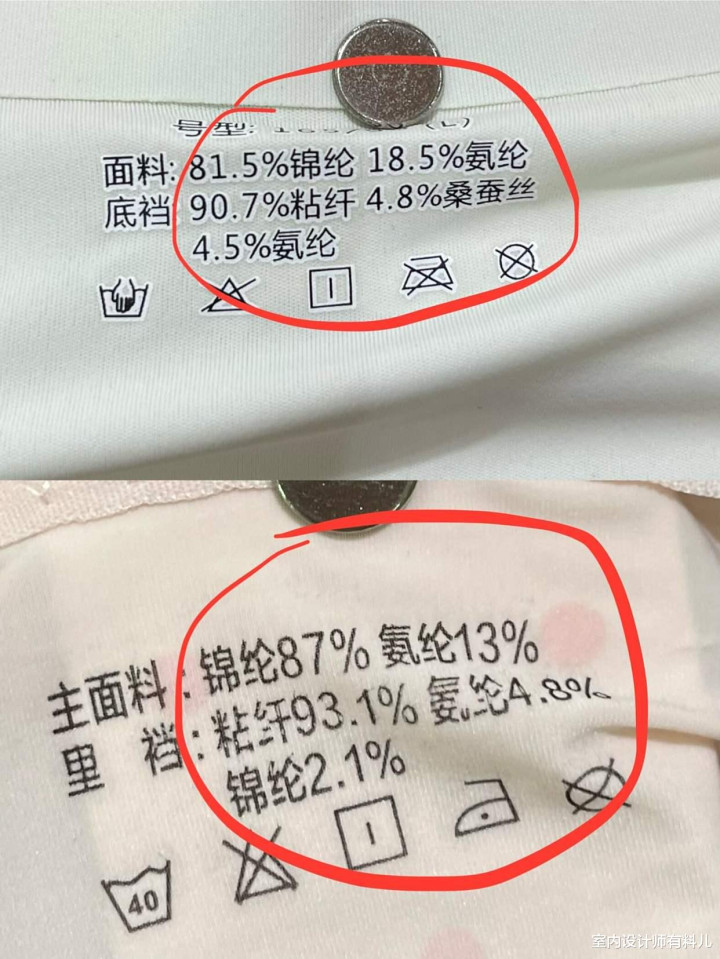 号型:
面料: 81.5%锦纶 18.5%氨纶
底裆 90.7%粘纤 4.8%桑蚕丝
4.5%氨纶
主面料: 锦纶87% 氨纶13%
里 裆: 粘纤93.1% 氨纶4.8%
锦纶2.1%
40
室内设计师有料儿